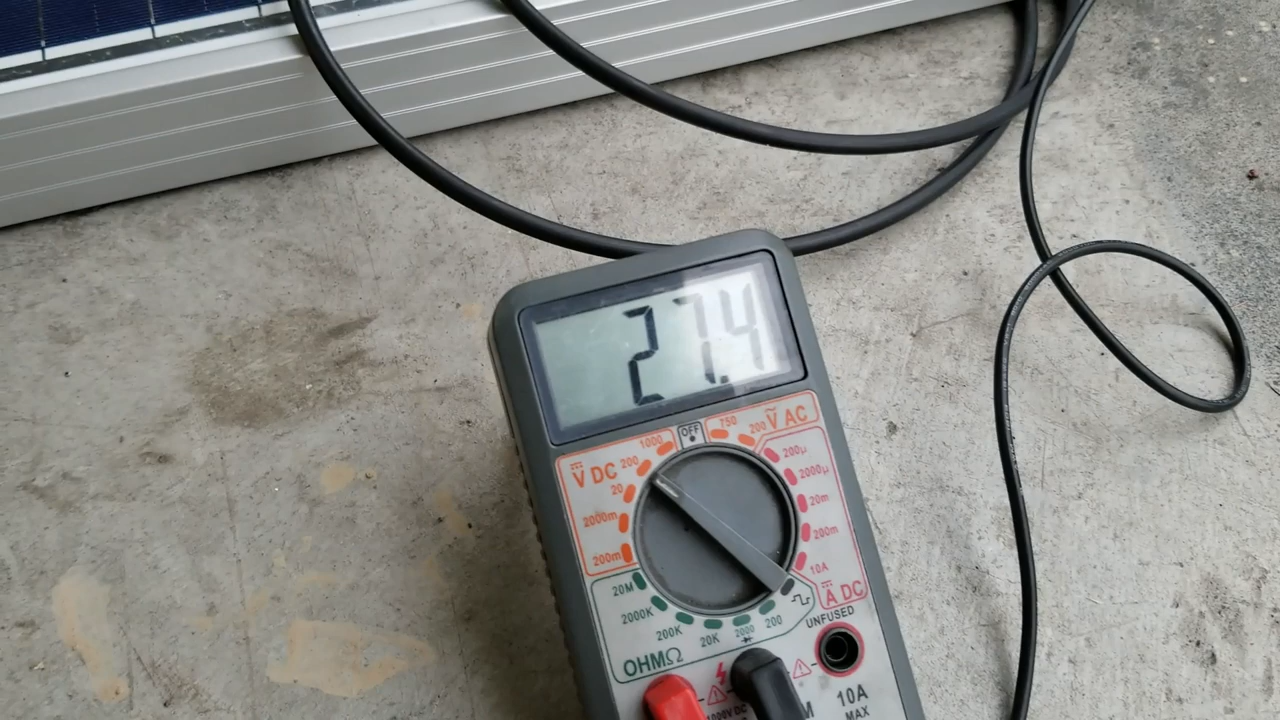 27.4
OFF
750
200
V AC
1000
200
V DC
20
2000m
200m
200µ
2000µ
20m
200m
10A
A DC
20M
2000K
200K
20K
2000
200
OHMΩ
UNFUSED
10A
MAX